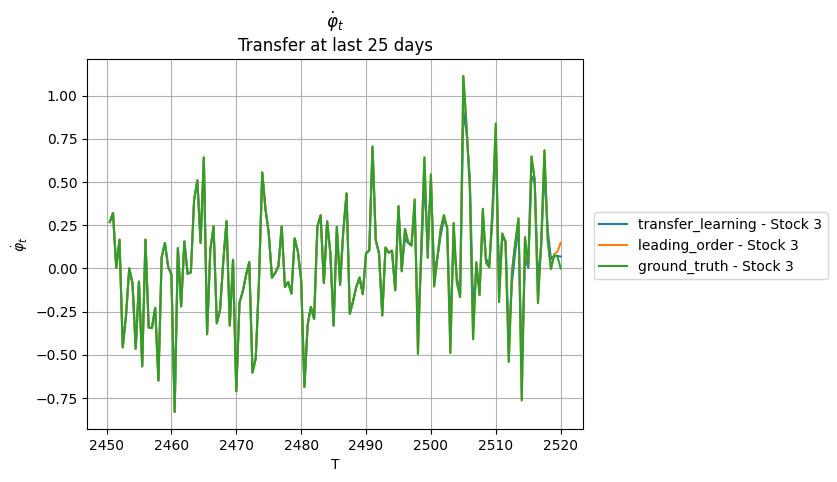 φ̇_t
Transfer at last 25 days
φ̇_t
1.00
0.75
0.50
0.25
0.00
−0.25
−0.50
−0.75
2450 2460 2470 2480 2490 2500 2510 2520
T
transfer_learning - Stock 3
leading_order - Stock 3
ground_truth - Stock 3